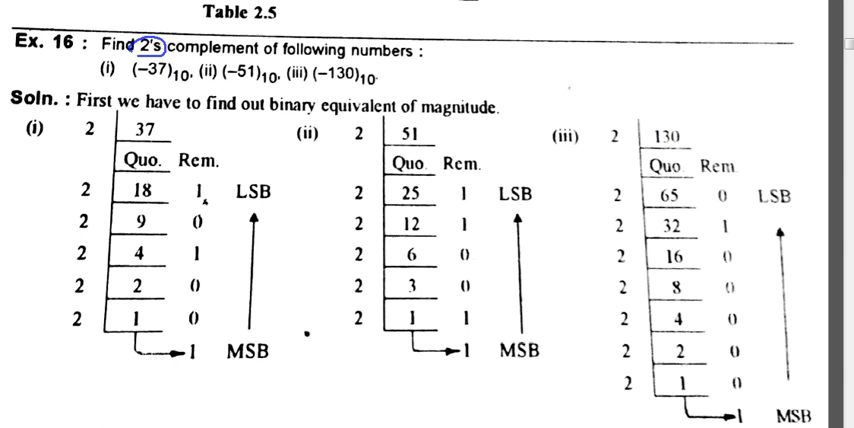 Table 2.5
Ex. 16 : Find 2's complement of following numbers :
(i) (–37)10, (ii) (–51)10, (iii) (–130)10.
Soln. : First we have to find out binary equivalent of magnitude.
(i) 2 37 (ii) 2 51 (iii) 2 130
Quo. Rem. Quo. Rem. Quo. Rem.
2 18 1 LSB 2 25 1 LSB 2 65 0 LSB
2 9 0 2 12 1 2 32 1
2 4 1 2 6 0 2 16 0
2 2 0 2 3 0 2 8 0
2 1 0 2 1 1 2 4 0
1 MSB 1 MSB 2 2 0
2 1 0
1 MSB